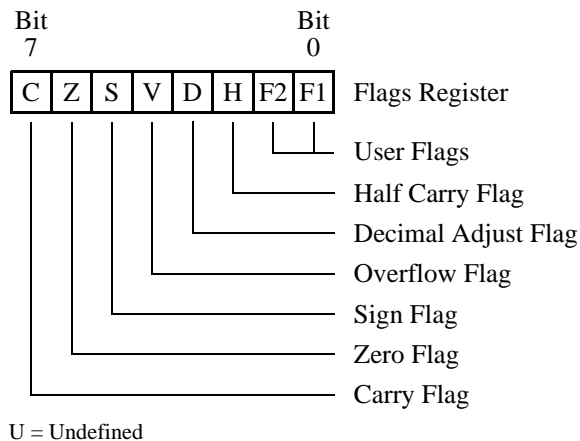 Bit Bit
7 0
C Z S V D H F2 F1 Flags Register
User Flags
Half Carry Flag
Decimal Adjust Flag
Overflow Flag
Sign Flag
Zero Flag
Carry Flag
U = Undefined